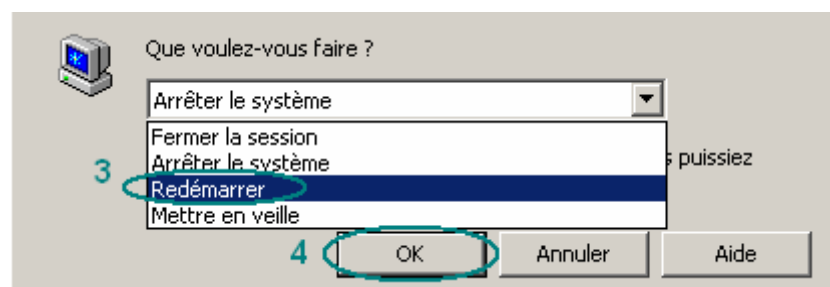 Que voulez-vous faire ?
Arrêter le système
Fermer la session
Arrêter le système
puissiez
3
Redémarrer
Mettre en veille
4
OK Annuler Aide